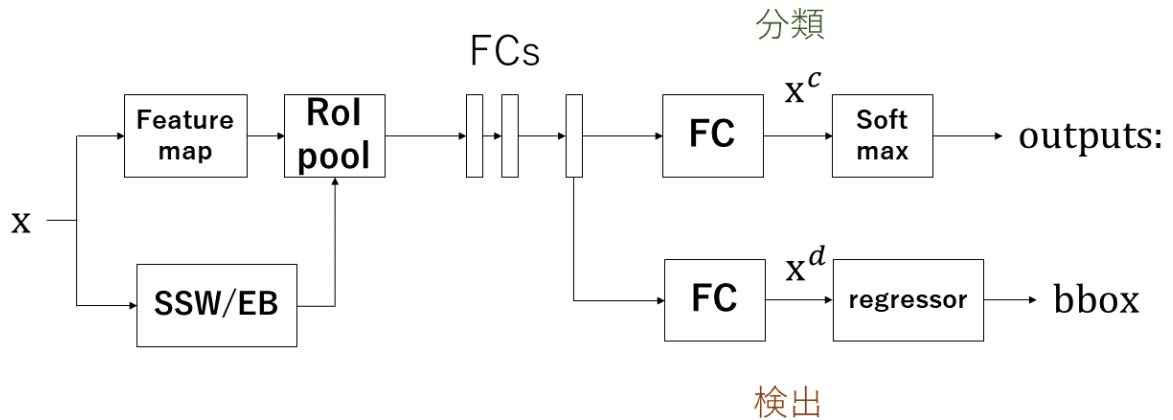 分類
FCs
x^c
Feature
map
RoI
pool
FC
Soft
max
outputs:
x
SSW/EB
x^d
FC
regressor
bbox
検出